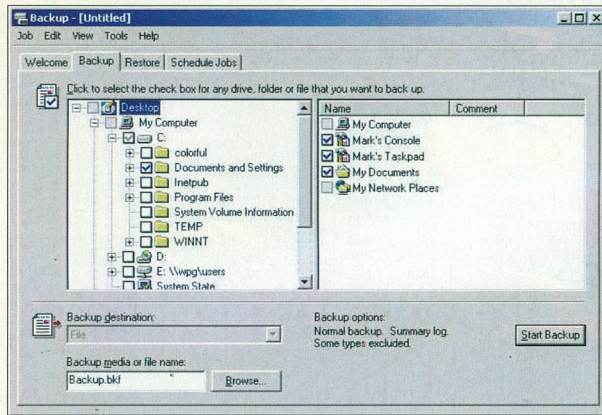 Backup - [Untitled]
Job Edit View Tools Help
Welcome Backup Restore Schedule Jobs
Click to select the check box for any drive, folder or file that you want to back up.
Desktop
My Computer
C:
colorful
Documents and Settings
Inetpub
Program Files
System Volume Information
TEMP
WINNT
D:
E: \\wpg\users
System State
Name Comment
My Computer
Mark's Console
Mark's Taskpad
My Documents
My Network Places
Backup destination:
File
Backup media or file name:
Backup.bkf
Browse...
Backup options:
Normal backup. Summary log.
Some types excluded.
Start Backup